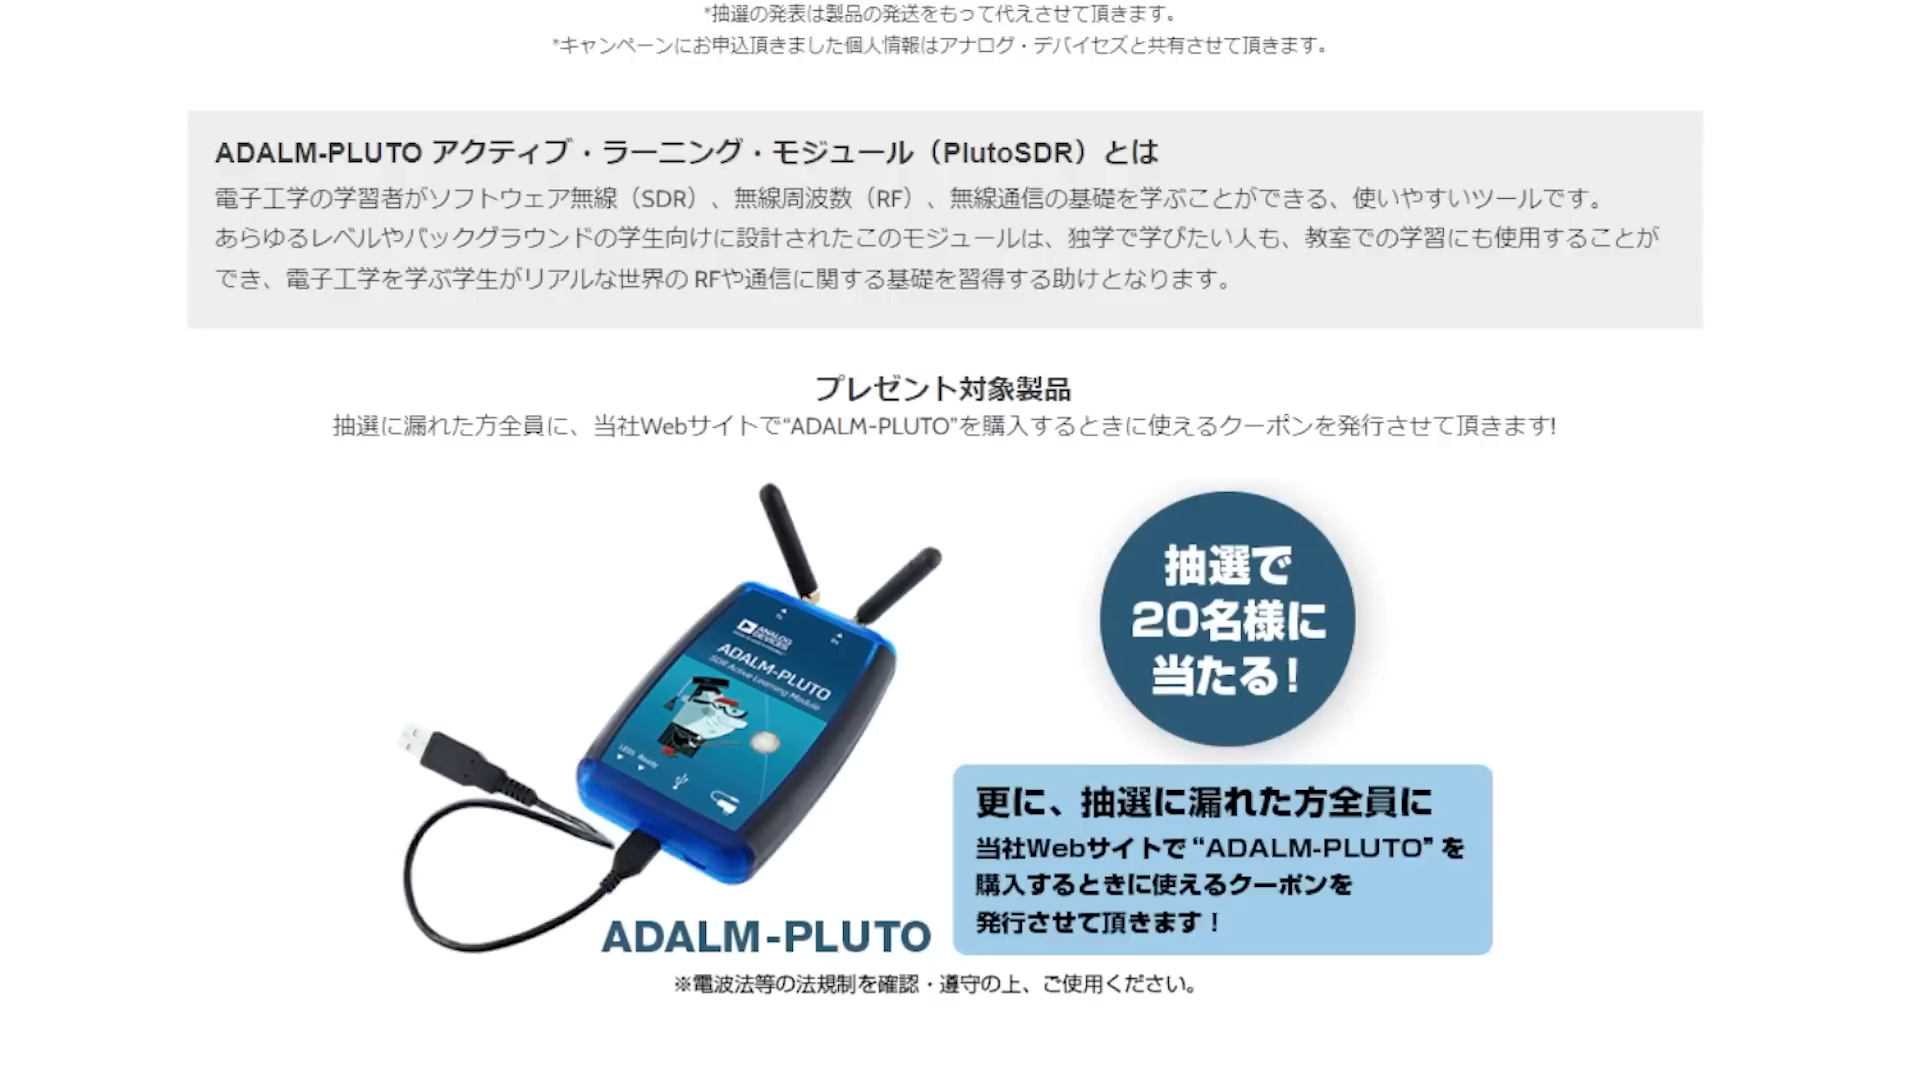 *抽選の発表は製品の発送をもって代えさせて頂きます。
*キャンペーンにお申込頂きました個人情報はアナログ・デバイセズと共有させて頂きます。
ADALM-PLUTO アクティブ・ラーニング・モジュール（PlutoSDR）とは
電子工学の学習者がソフトウェア無線（SDR）、無線周波数（RF）、無線通信の基礎を学ぶことができる、使いやすいツールです。
あらゆるレベルやバックグラウンドの学生向けに設計されたこのモジュールは、独学で学びたい人も、教室での学習にも使用することが
でき、電子工学を学ぶ学生がリアルな世界の RFや通信に関する基礎を習得する助けとなります。
プレゼント対象製品
抽選に漏れた方全員に、当社Webサイトで“ADALM-PLUTO”を購入するときに使えるクーポンを発行させて頂きます!
抽選で
20名様に
当たる！
Tx
Rx
ANALOG
DEVICES
ADALM-PLUTO
SDR Active Learning Module
LED1 Ready
更に、抽選に漏れた方全員に
当社Webサイトで“ADALM-PLUTO”を
購入するときに使えるクーポンを
発行させて頂きます！
ADALM-PLUTO
※電波法等の法規制を確認・遵守の上、ご使用ください。